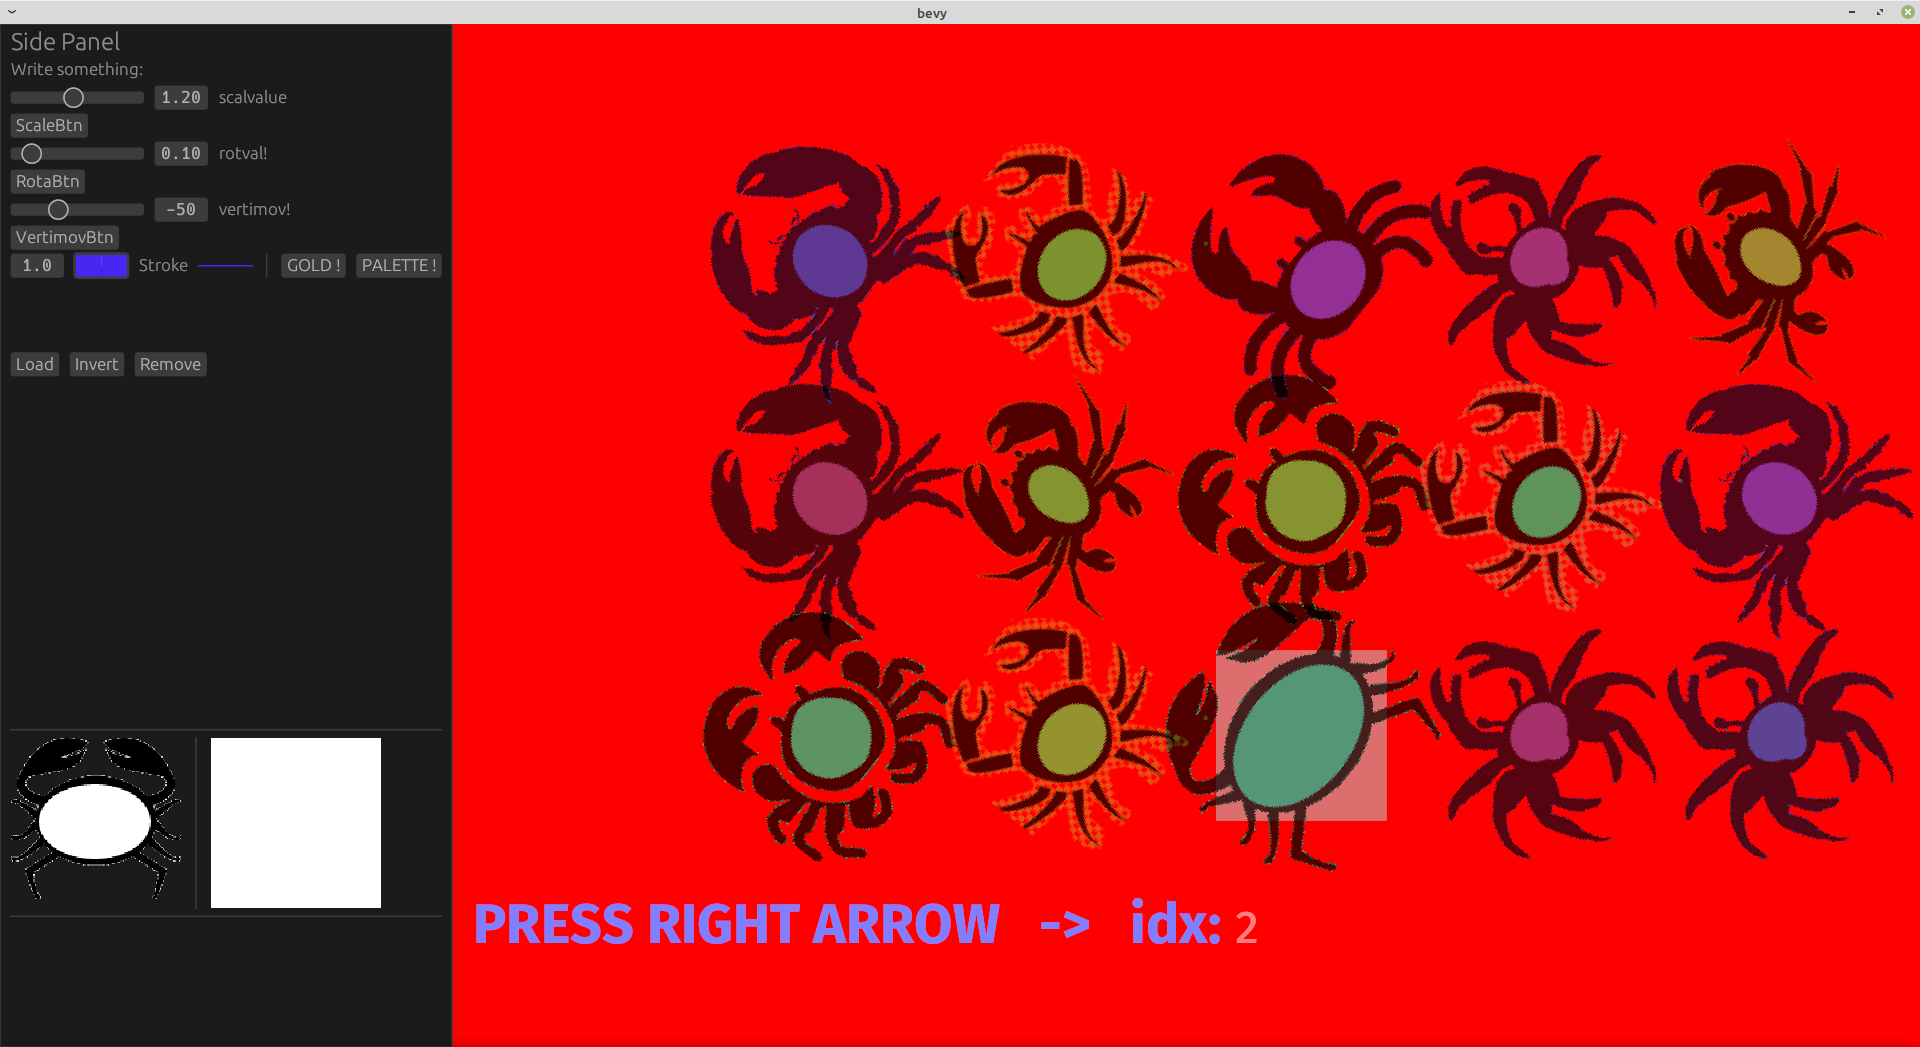 bevy
Side Panel
Write something:
1.20 scalvalue
ScaleBtn
0.10 rotval!
RotaBtn
-50 vertimov!
VertimovBtn
1.0 Stroke GOLD ! PALETTE !
Load Invert Remove
PRESS RIGHT ARROW -> idx: 2